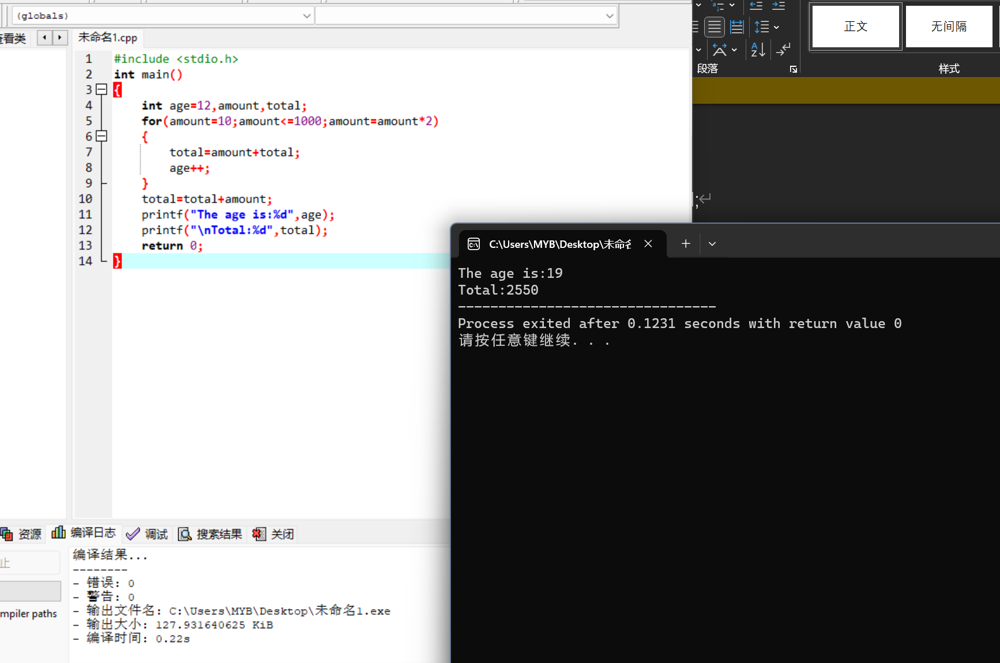 (globals)
查看类
未命名1.cpp
1 #include <stdio.h>
2 int main()
3 {
4 int age=12,amount,total;
5 for(amount=10;amount<=1000;amount=amount*2)
6 {
7 total=amount+total;
8 age++;
9 }
10 total=total+amount;
11 printf("The age is:%d",age);
12 printf("\nTotal:%d",total);
13 return 0;
14 }
正文
无间隔
段落
样式
;
C:\Users\MYB\Desktop\未命名
The age is:19
Total:2550
--------------------------------
Process exited after 0.1231 seconds with return value 0
请按任意键继续. . .
资源
编译日志
调试
搜索结果
关闭
止
mpiler paths
编译结果...
--------
- 错误: 0
- 警告: 0
- 输出文件名: C:\Users\MYB\Desktop\未命名1.exe
- 输出大小: 127.931640625 KiB
- 编译时间: 0.22s